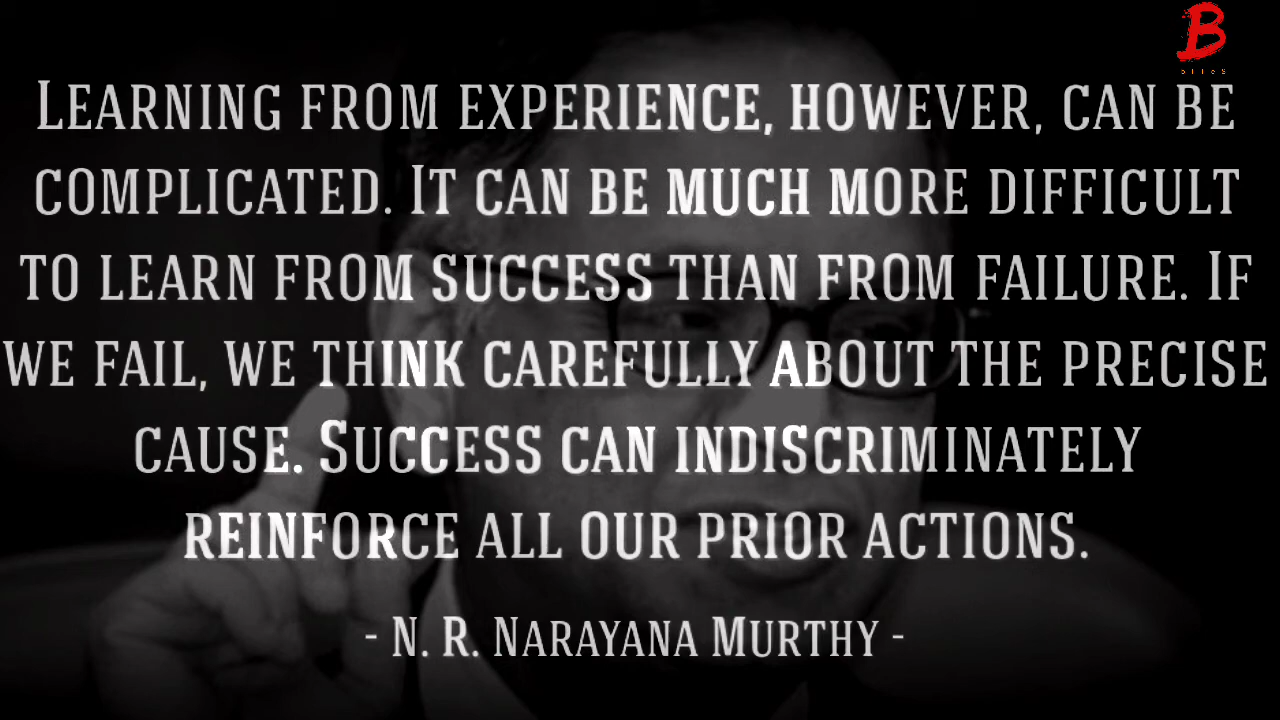 B
Bites
Learning from experience, however, can be
complicated. It can be much more difficult
to learn from success than from failure. If
we fail, we think carefully about the precise
cause. Success can indiscriminately
reinforce all our prior actions.
- N. R. Narayana Murthy -